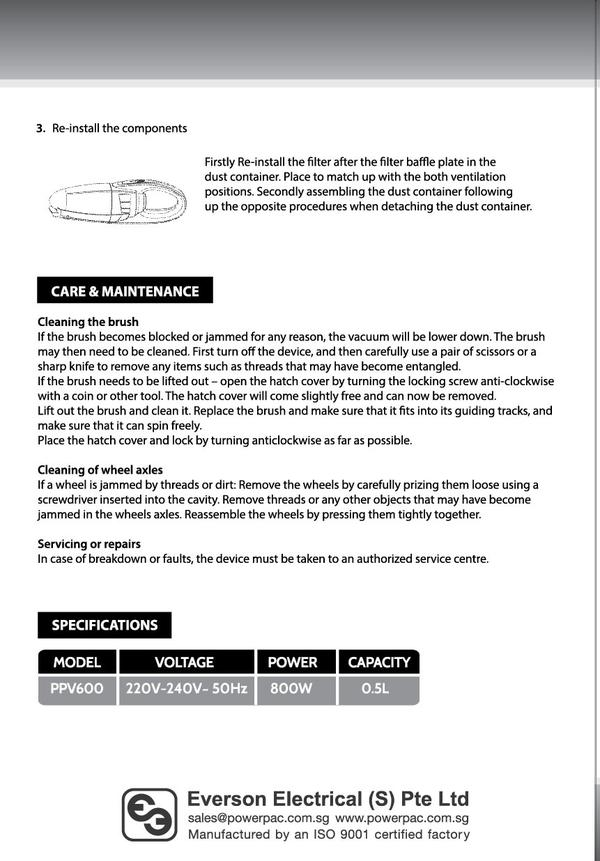 3. Re-install the components
Firstly Re-install the filter after the filter baffle plate in the
dust container. Place to match up with the both ventilation
positions. Secondly assembling the dust container following
up the opposite procedures when detaching the dust container.
CARE & MAINTENANCE
Cleaning the brush
If the brush becomes blocked or jammed for any reason, the vacuum will be lower down. The brush
may then need to be cleaned. First turn off the device, and then carefully use a pair of scissors or a
sharp knife to remove any items such as threads that may have become entangled.
If the brush needs to be lifted out – open the hatch cover by turning the locking screw anti-clockwise
with a coin or other tool. The hatch cover will come slightly free and can now be removed.
Lift out the brush and clean it. Replace the brush and make sure that it fits into its guiding tracks, and
make sure that it can spin freely.
Place the hatch cover and lock by turning anticlockwise as far as possible.
Cleaning of wheel axles
If a wheel is jammed by threads or dirt: Remove the wheels by carefully prizing them loose using a
screwdriver inserted into the cavity. Remove threads or any other objects that may have become
jammed in the wheels axles. Reassemble the wheels by pressing them tightly together.
Servicing or repairs
In case of breakdown or faults, the device must be taken to an authorized service centre.
SPECIFICATIONS
MODEL VOLTAGE POWER CAPACITY
PPV600 220V-240V~ 50Hz 800W 0.5L
Everson Electrical (S) Pte Ltd
sales@powerpac.com.sg www.powerpac.com.sg
Manufactured by an ISO 9001 certified factory